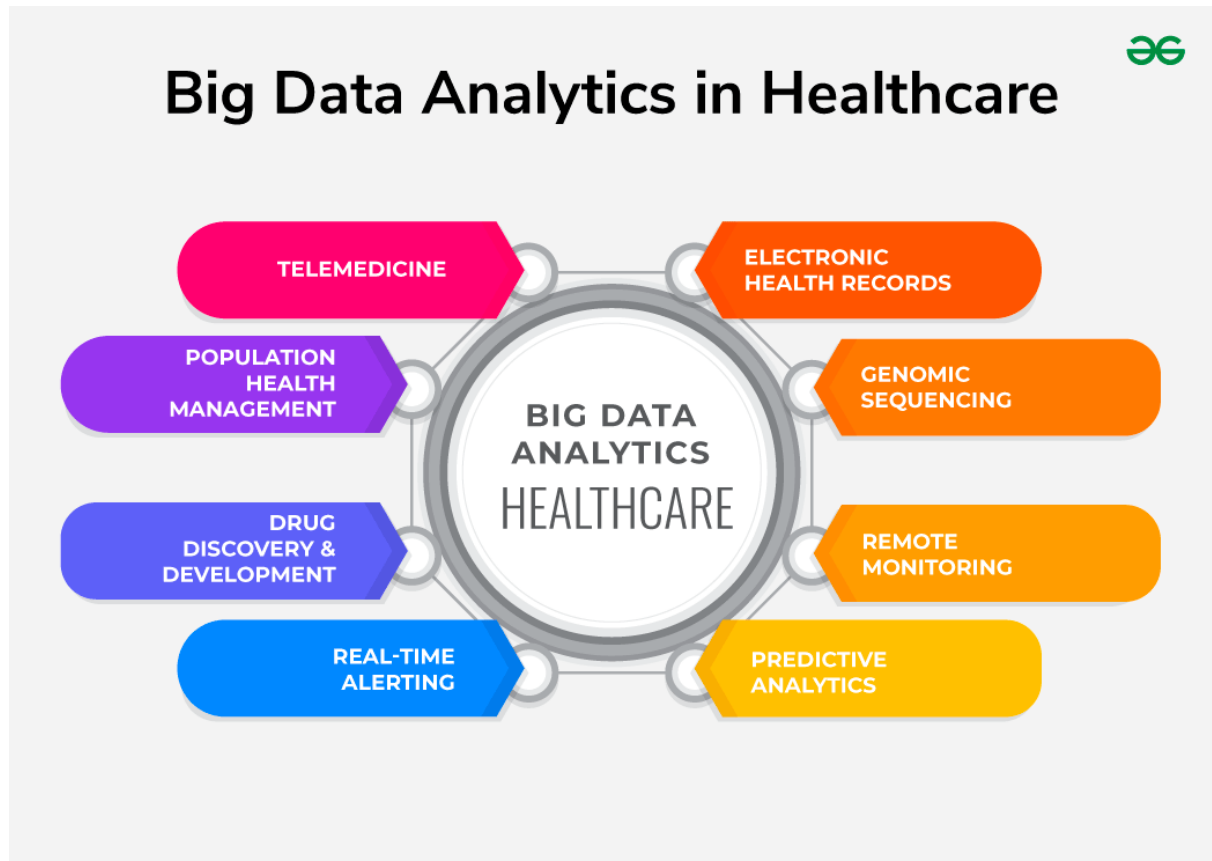 Big Data Analytics in Healthcare
TELEMEDICINE
ELECTRONIC
HEALTH RECORDS
POPULATION
HEALTH
MANAGEMENT
GENOMIC
SEQUENCING
BIG DATA
ANALYTICS
HEALTHCARE
DRUG
DISCOVERY &
DEVELOPMENT
REMOTE
MONITORING
REAL-TIME
ALERTING
PREDICTIVE
ANALYTICS